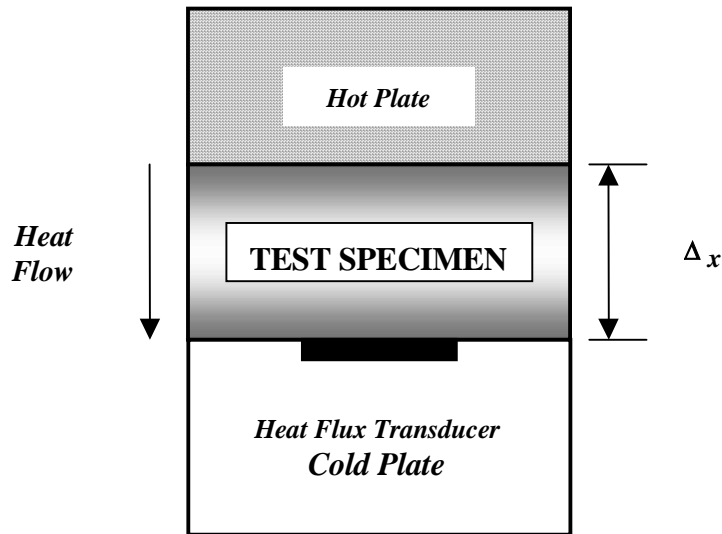 Hot Plate
Heat
Flow
TEST SPECIMEN
Δ x
Heat Flux Transducer
Cold Plate